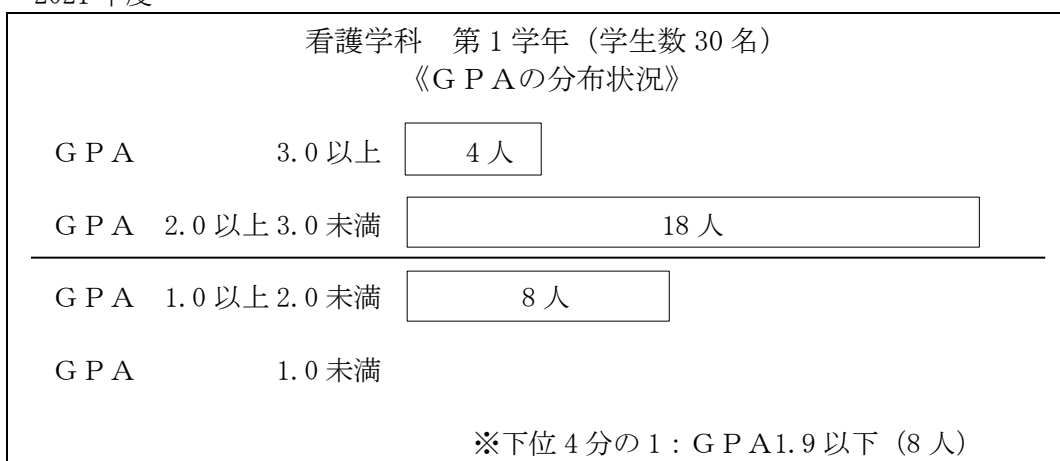 2021 年度
看護学科 第1学年（学生数 30 名）
《ＧＰＡの分布状況》
ＧＰＡ 3.0 以上 4 人
ＧＰＡ 2.0 以上 3.0 未満 18 人
ＧＰＡ 1.0 以上 2.0 未満 8 人
ＧＰＡ 1.0 未満
※下位 4 分の 1：ＧＰＡ1.9 以下（8 人）